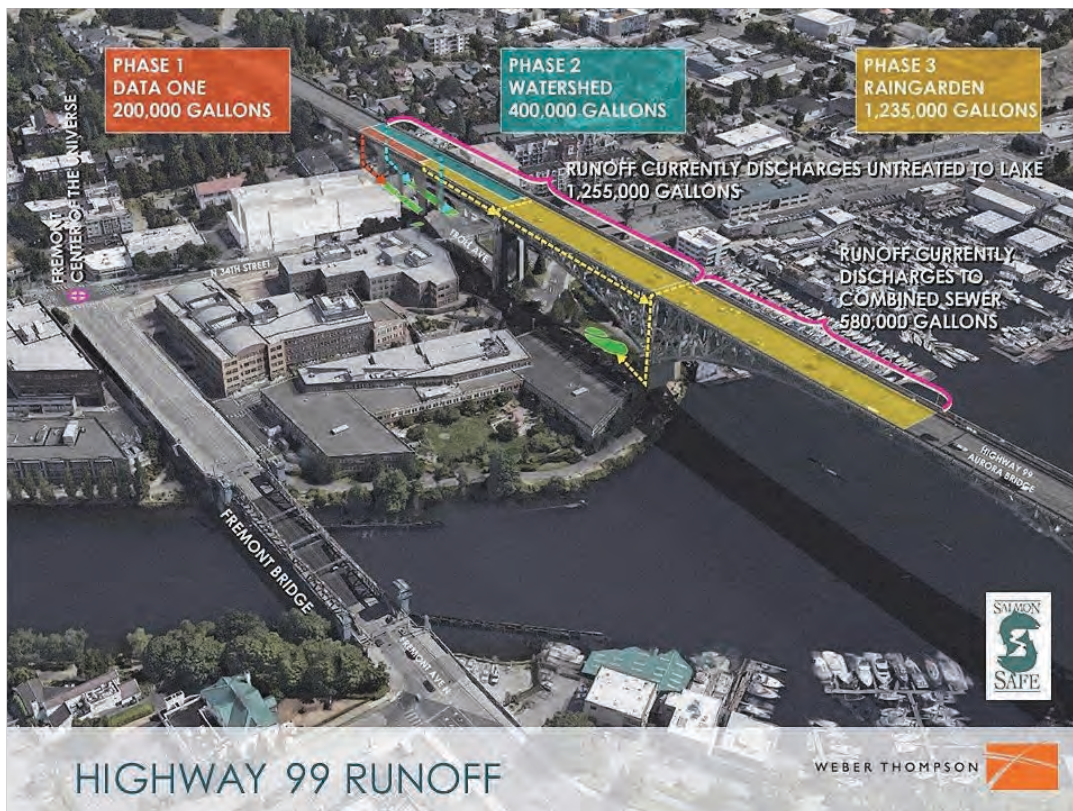 PHASE 1
DATA ONE
200,000 GALLONS
PHASE 2
WATERSHED
400,000 GALLONS
PHASE 3
RAINGARDEN
1,235,000 GALLONS
FREMONT
CENTER OF THE UNIVERSE
RUNOFF CURRENTLY DISCHARGES UNTREATED TO LAKE
1,255,000 GALLONS
RUNOFF CURRENTLY
DISCHARGES TO
COMBINED SEWER
580,000 GALLONS
N 34TH STREET
TROLL AVE
HIGHWAY 99
AURORA BRIDGE
FREMONT BRIDGE
FREMONT AVE N
SALMON
SAFE
HIGHWAY 99 RUNOFF
WEBER THOMPSON